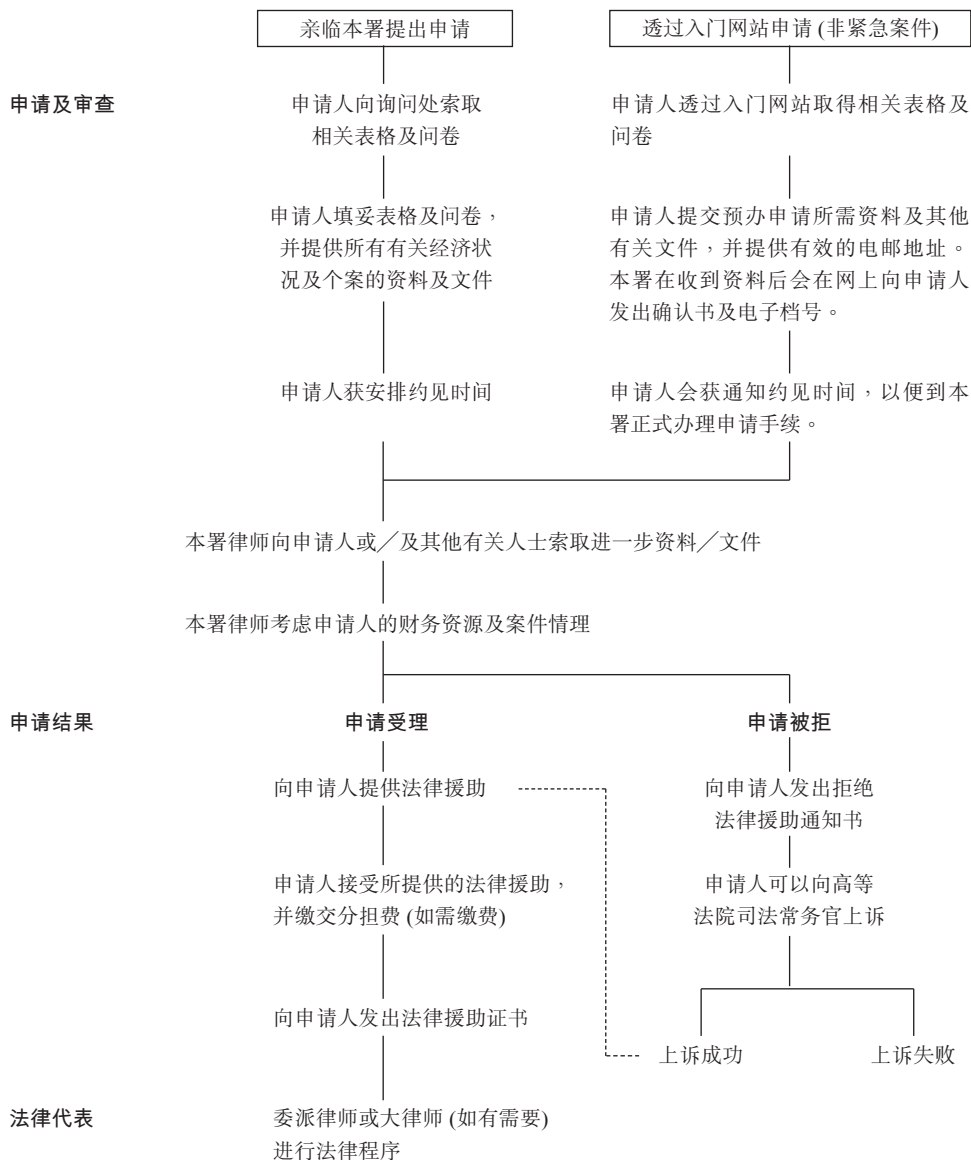 亲临本署提出申请
透过入门网站申请 (非紧急案件)
申请及审查
申请人向询问处索取
相关表格及问卷
申请人透过入门网站取得相关表格及
问卷
申请人填妥表格及问卷，
并提供所有有关经济状
况及个案的资料及文件
申请人提交预办申请所需资料及其他
有关文件，并提供有效的电邮地址。
本署在收到资料后会在网上向申请人
发出确认书及电子档号。
申请人获安排约见时间
申请人会获通知约见时间，以便到本
署正式办理申请手续。
本署律师向申请人或／及其他有关人士索取进一步资料／文件
本署律师考虑申请人的财务资源及案件情理
申请结果
申请受理
申请被拒
向申请人提供法律援助
向申请人发出拒绝
法律援助通知书
申请人接受所提供的法律援助，
并缴交分担费 (如需缴费)
申请人可以向高等
法院司法常务官上诉
向申请人发出法律援助证书
上诉成功
上诉失败
法律代表
委派律师或大律师 (如有需要)
进行法律程序